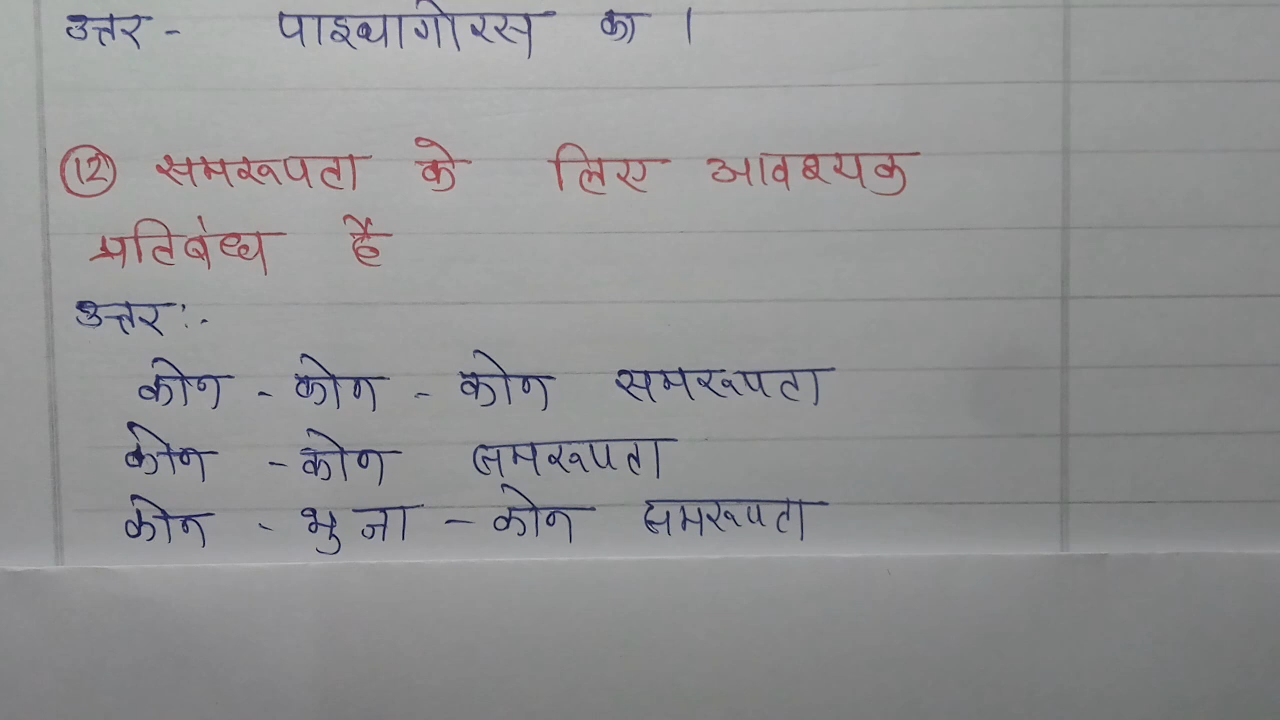 उत्तर - पाइथागोरस का |
(12) समरूपता के लिए आवश्यक
प्रतिबंध है
उत्तर :-
कोन - कोन - कोन समरूपता
कोन - कोन समरूपता
कोन - भुजा - कोन समरूपता